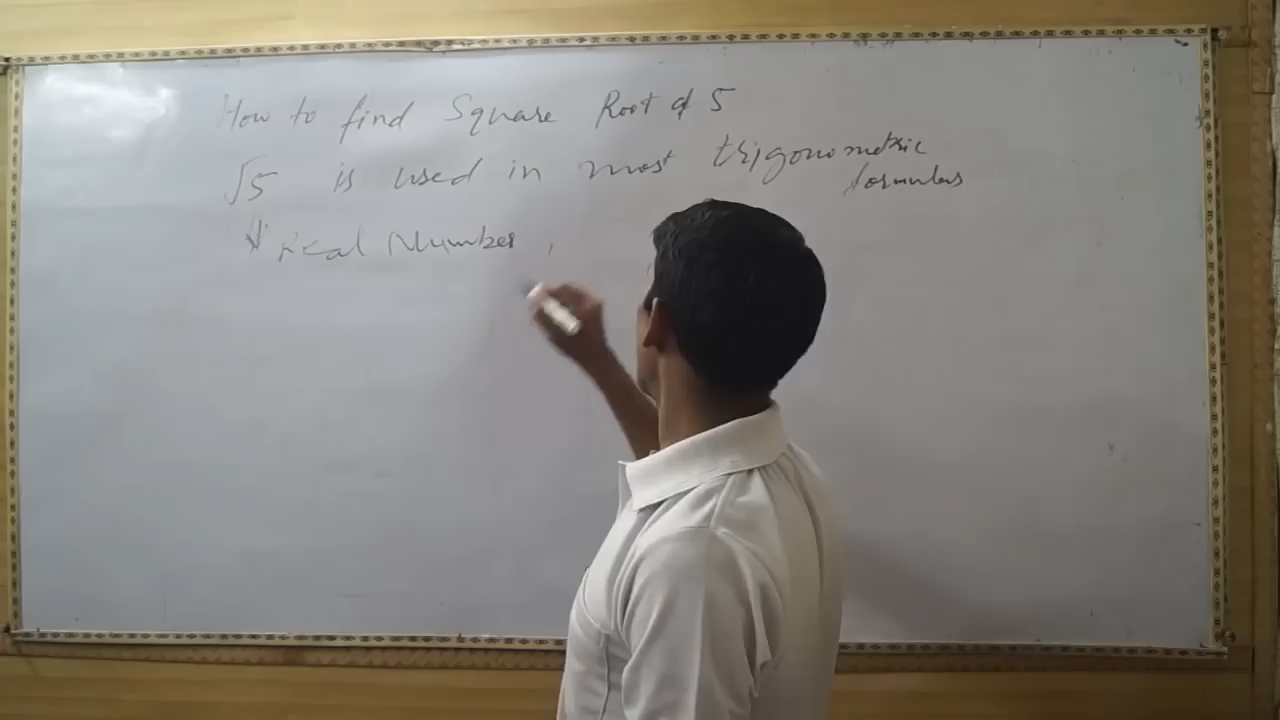 How to find Square Root of 5
√5 is used in most trigonometric
formulas
Real Number,